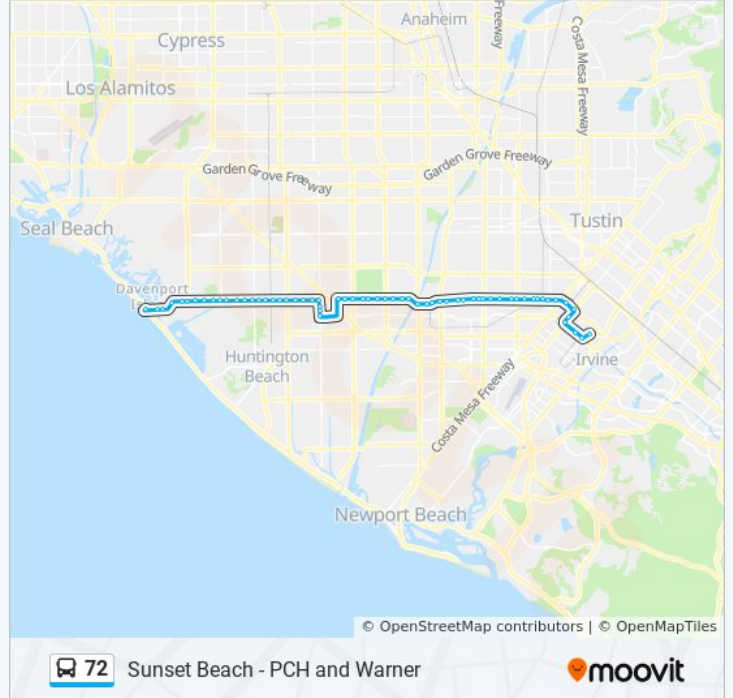 Anaheim
Freeway
Costa Mesa Freeway
Cypress
Los Alamitos
Garden Grove Freeway
Garden Grove Freeway
Seal Beach
Tustin
Davenport
Huntington
Beach
Irvine
Costa Mesa Freeway
Newport Beach
© OpenStreetMap contributors | © OpenMapTiles
72 Sunset Beach - PCH and Warner
moovit